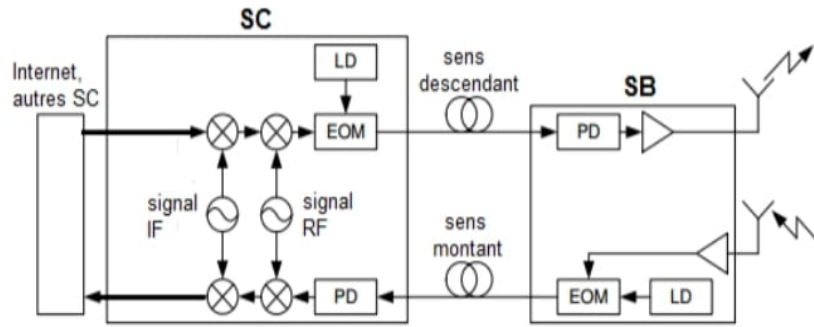 SC
LD
Internet,
autres SC
sens
descendant
SB
EOM
PD
signal
IF
signal
RF
sens
montant
PD
EOM
LD